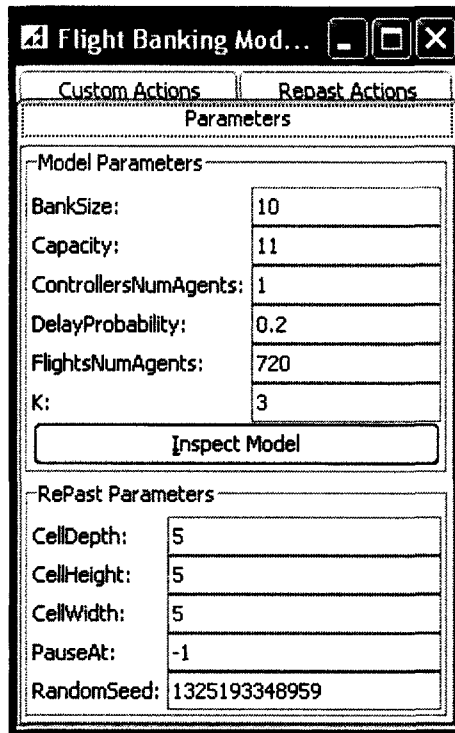 Flight Banking Mod...
Custom Actions Repast Actions
Parameters
Model Parameters
BankSize: 10
Capacity: 11
ControllersNumAgents: 1
DelayProbability: 0.2
FlightsNumAgents: 720
K: 3
Inspect Model
RePast Parameters
CellDepth: 5
CellHeight: 5
CellWidth: 5
PauseAt: -1
RandomSeed: 1325193348959